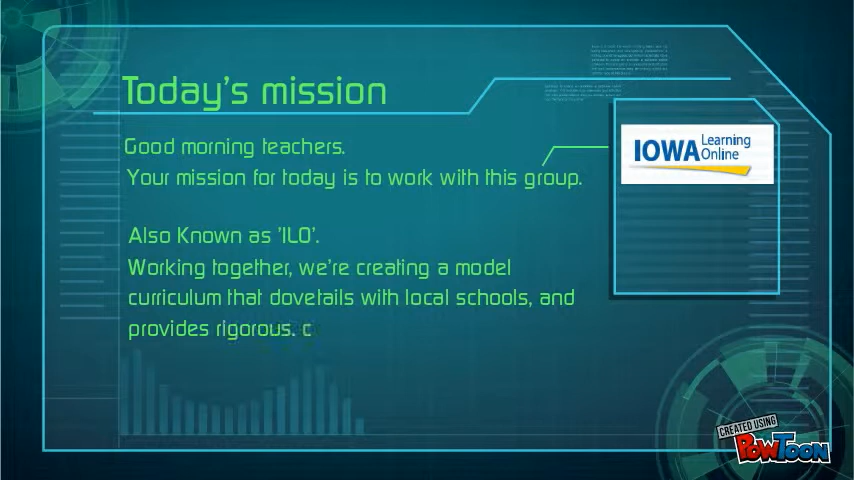 Today's mission
Good morning teachers.
Your mission for today is to work with this group.
Also Known as 'ILO'.
Working together, we're creating a model
curriculum that dovetails with local schools, and
provides rigorous. c
IOWA Learning
Online
CREATED USING
POWTOON